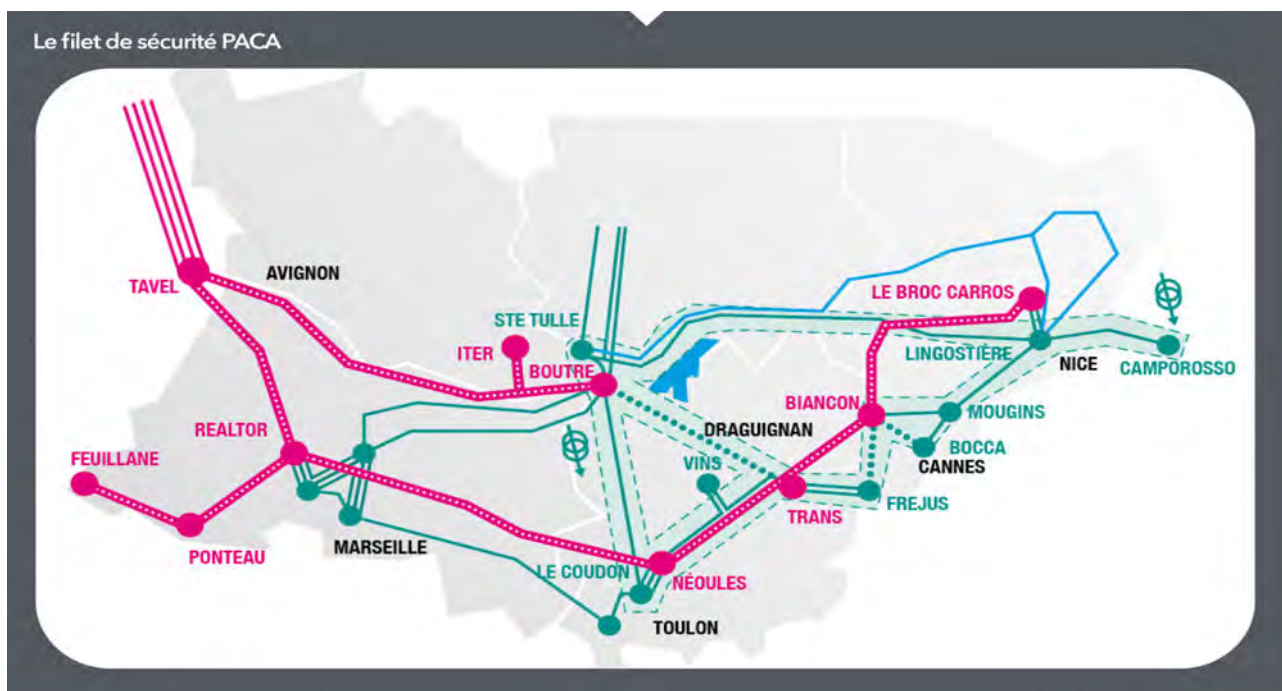 Le filet de sécurité PACA
TAVEL
AVIGNON
STE TULLE
ITER
BOUTRE
LE BROC CARROS
LINGOSTIÈRE
NICE
CAMPOROSSO
REALTOR
FEUILLANE
PONTEAU
MARSEILLE
DRAGUIGNAN
VINS
BIANCON
MOUGINS
BOCCA
CANNES
FREJUS
TRANS
LE COUDON
NÉOULES
TOULON